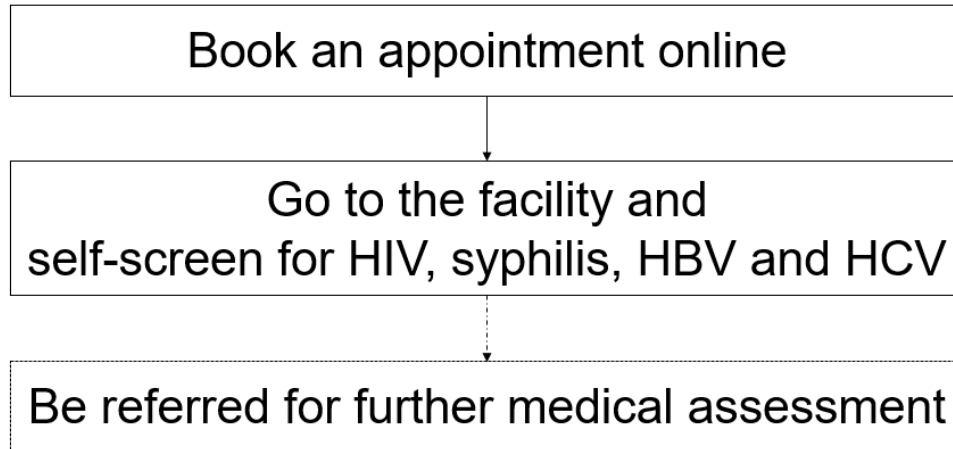 Book an appointment online
Go to the facility and
self-screen for HIV, syphilis, HBV and HCV
Be referred for further medical assessment